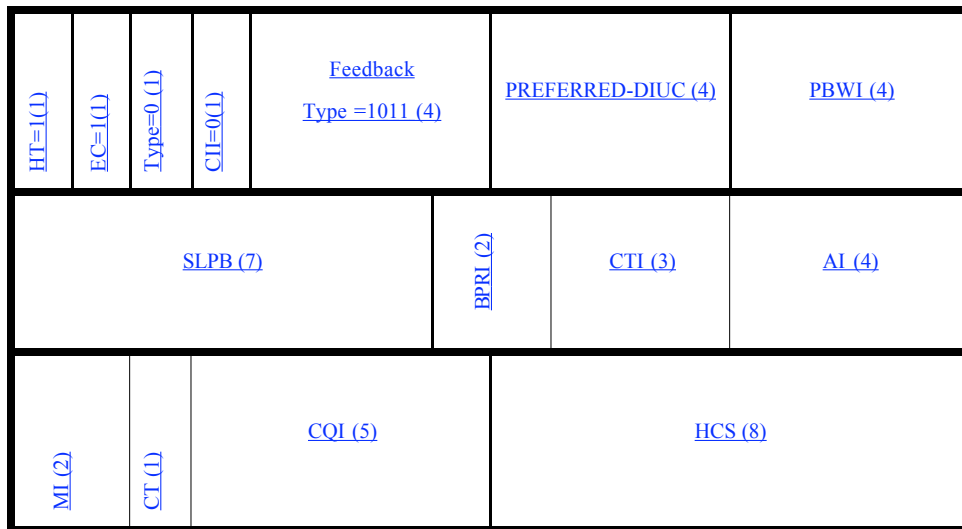 HT=1(1)
EC=1(1)
Type=0 (1)
CII=0(1)
Feedback
Type =1011 (4)
PREFERRED-DIUC (4)
PBWI (4)
SLPB (7)
BPRI (2)
CTI (3)
AI (4)
MI (2)
CT (1)
CQI (5)
HCS (8)